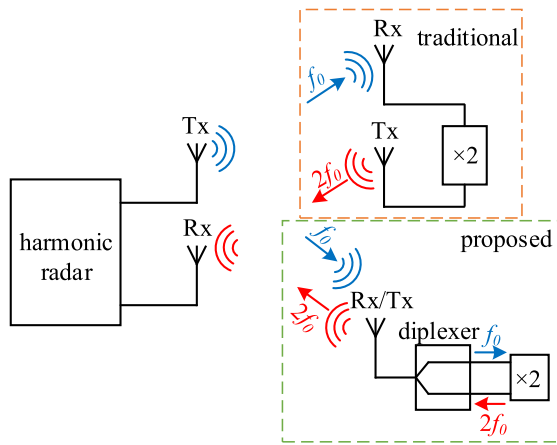 Rx
traditional
f0
Tx
×2
2f0
Tx
Rx
harmonic
radar
proposed
f0
2f0
Rx/Tx
diplexer
f0
×2
2f0